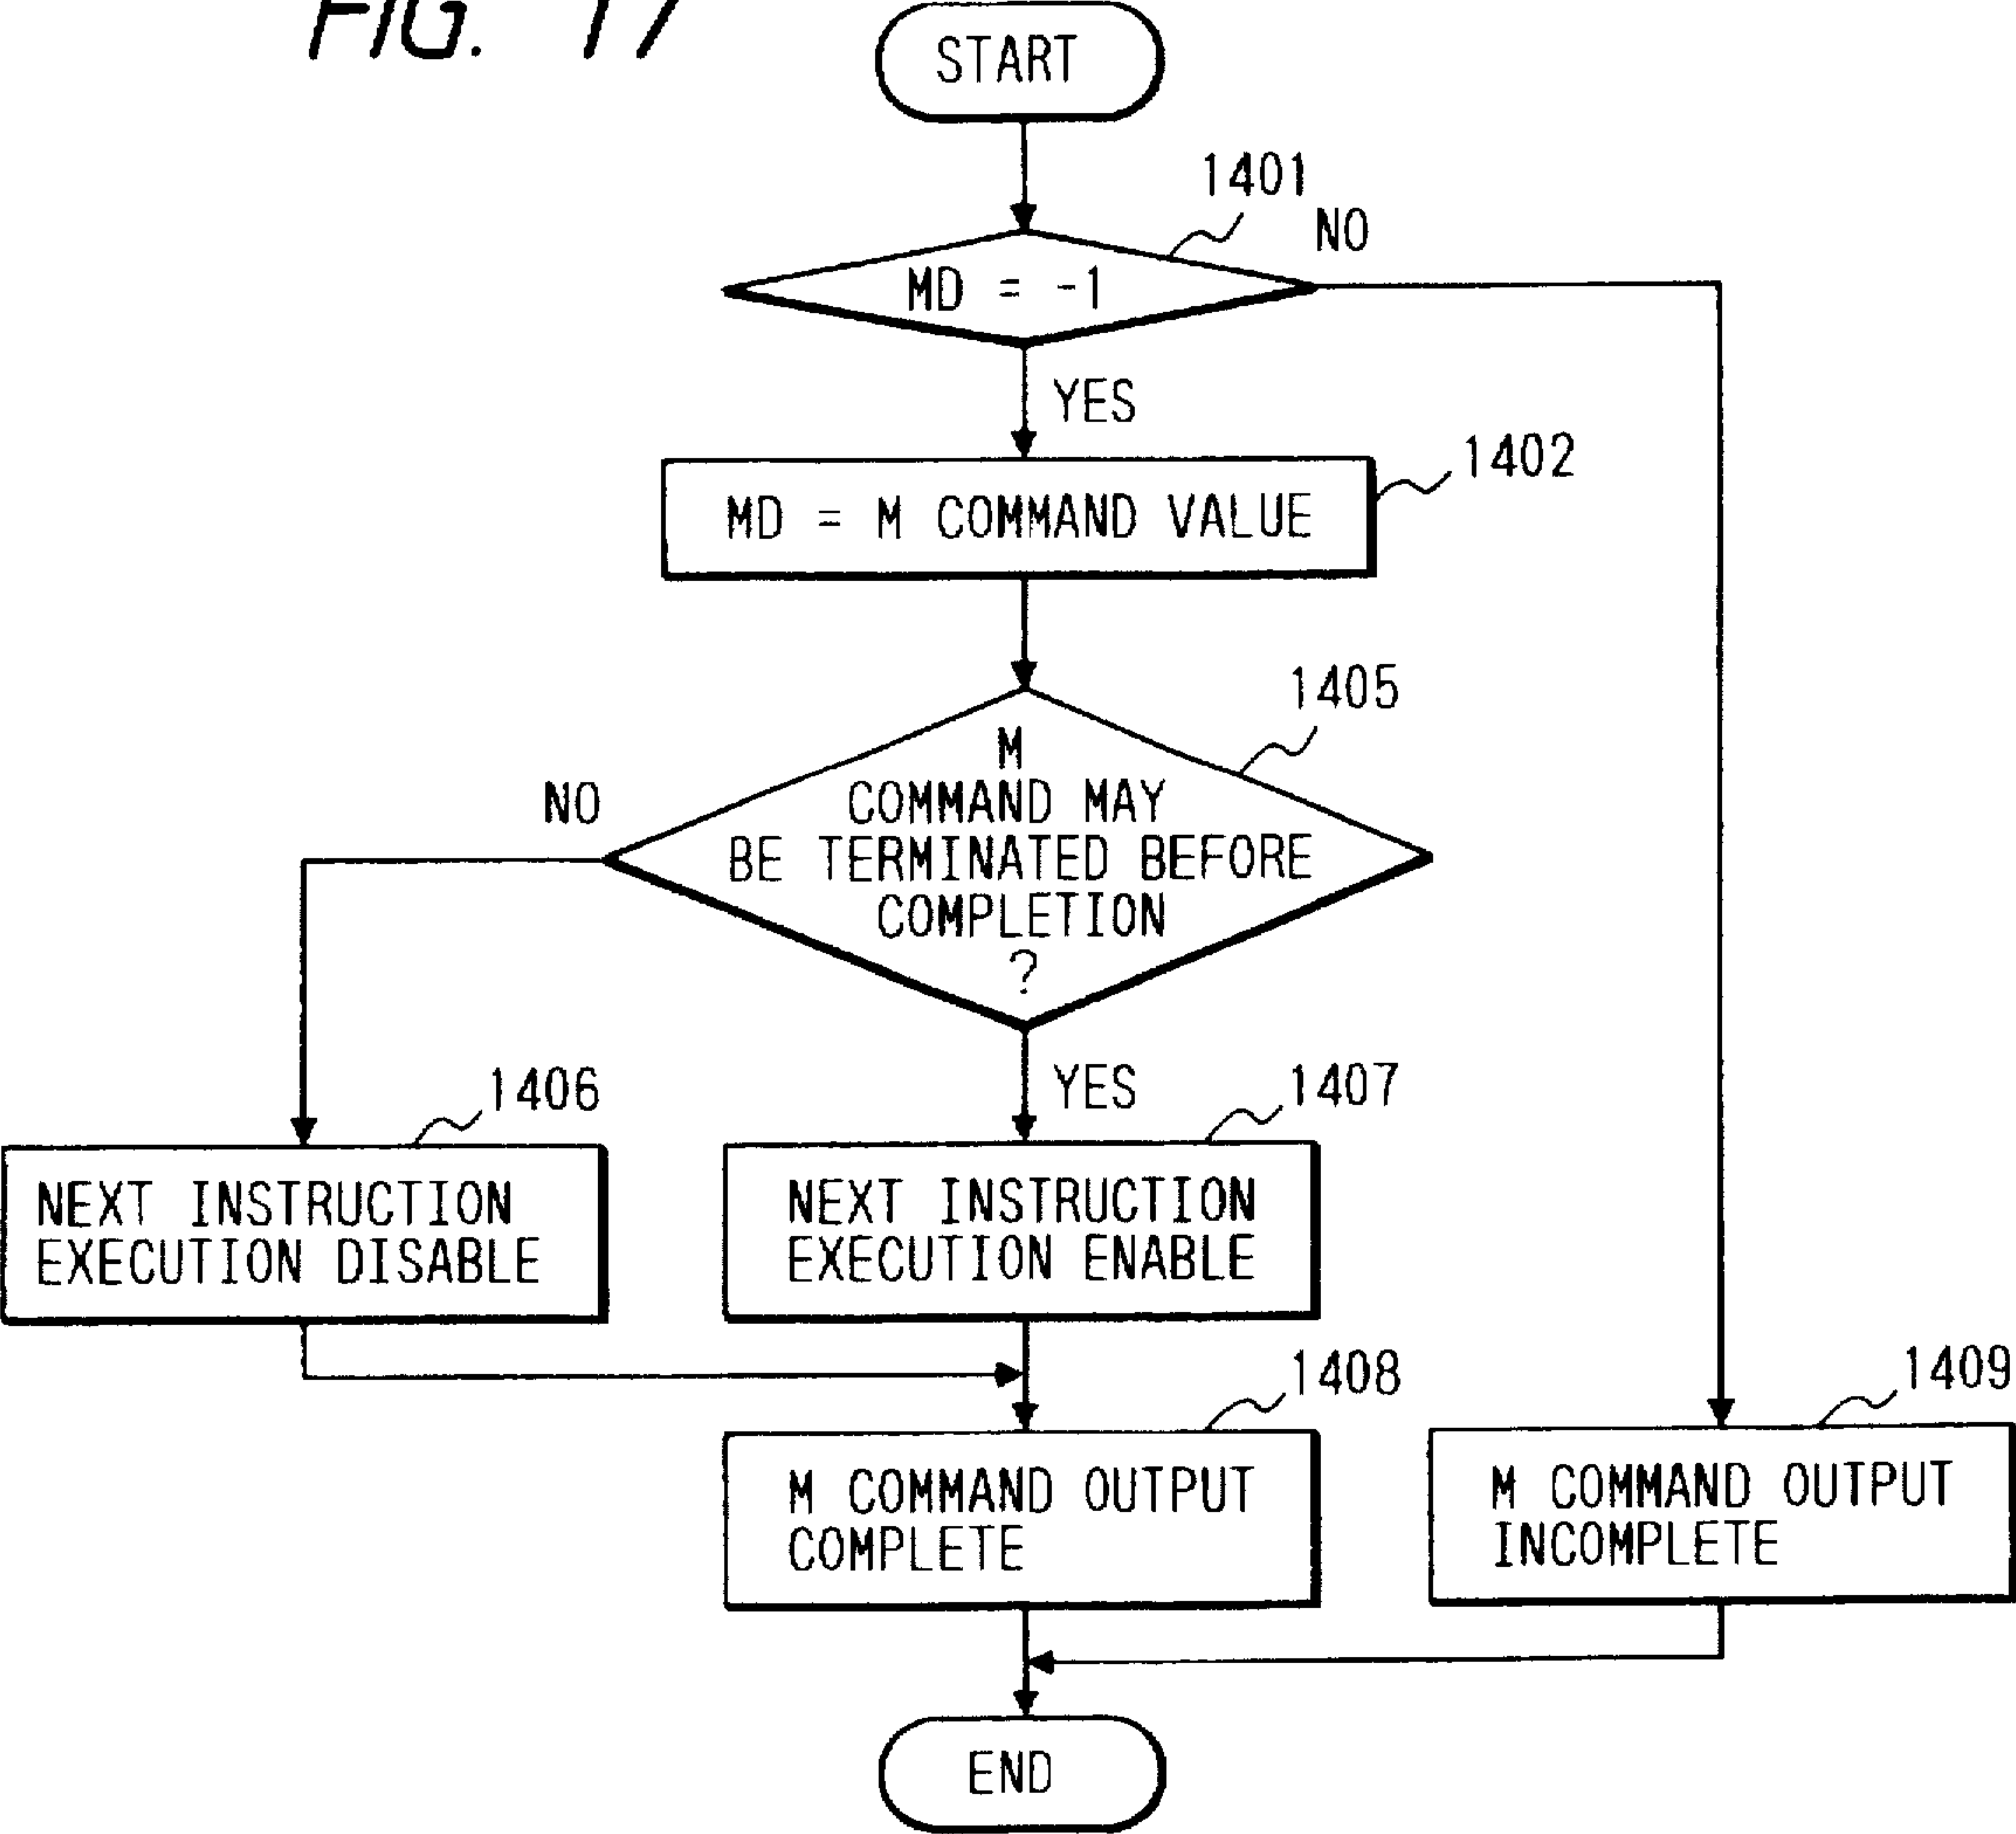 FIG. 17
START
1401
NO
MD = -1
YES
1402
MD = M COMMAND VALUE
1405
M
COMMAND MAY
BE TERMINATED BEFORE
COMPLETION
?
NO
YES
1406
1407
NEXT INSTRUCTION
EXECUTION DISABLE
NEXT INSTRUCTION
EXECUTION ENABLE
1408
1409
M COMMAND OUTPUT
COMPLETE
M COMMAND OUTPUT
INCOMPLETE
END